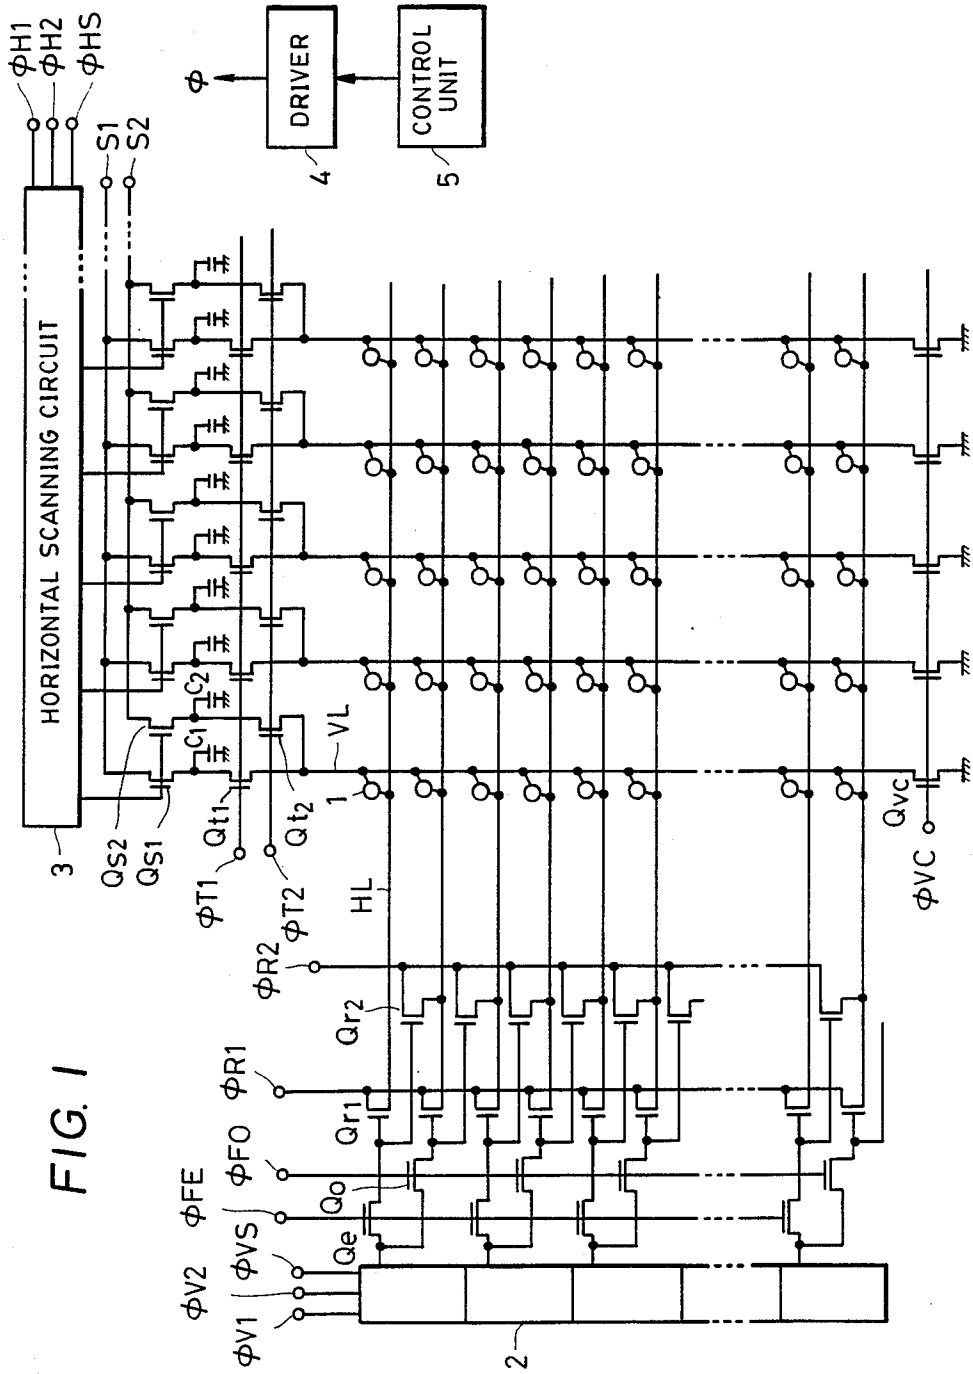 FIG. 1
HORIZONTAL SCANNING CIRCUIT
3
φH1
φH2
φHS
S1
S2
φ
DRIVER
4
CONTROL
UNIT
5
Qs2
Qs1
C1
C2
Qt1
φT1
Qt2
φT2
VL
1
HL
φR2
Qr2
φR1
Qr1
φFO
Qo
φFE
Qe
φVS
φV2
φV1
2
Qvc
φVC